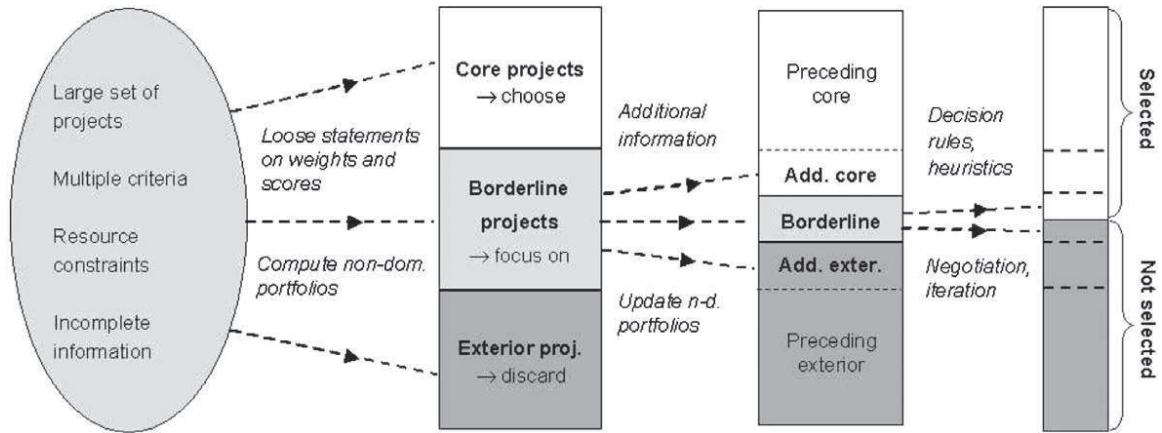 Large set of
projects
Multiple criteria
Resource
constraints
Incomplete
information
Loose statements
on weights and
scores
Compute non-dom.
portfolios
Core projects
→ choose
Borderline
projects
→ focus on
Exterior proj.
→ discard
Additional
information
Update n-d.
portfolios
Preceding
core
Add. core
Borderline
Add. exter.
Preceding
exterior
Decision
rules,
heuristics
Negotiation,
iteration
Selected
Not selected